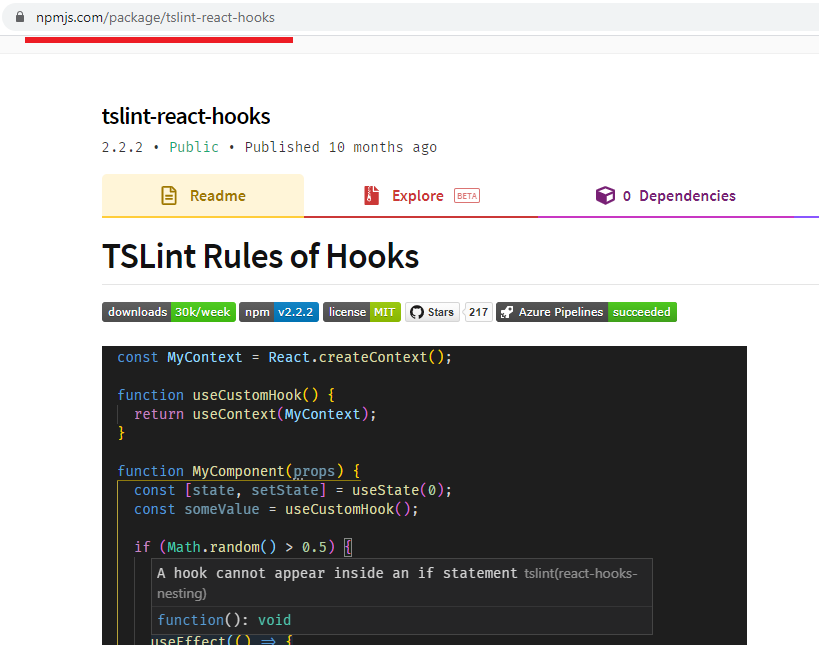 npmjs.com/package/tslint-react-hooks
tslint-react-hooks
2.2.2 • Public • Published 10 months ago
Readme Explore BETA 0 Dependencies
TSLint Rules of Hooks
downloads 30k/week npm v2.2.2 license MIT Stars 217 Azure Pipelines succeeded
const MyContext = React.createContext();
function useCustomHook() {
return useContext(MyContext);
}
function MyComponent(props) {
const [state, setState] = useState(0);
const someValue = useCustomHook();
if (Math.random() > 0.5) {
A hook cannot appear inside an if statement tslint(react-hooks-
nesting)
function(): void
useEffect(() => {